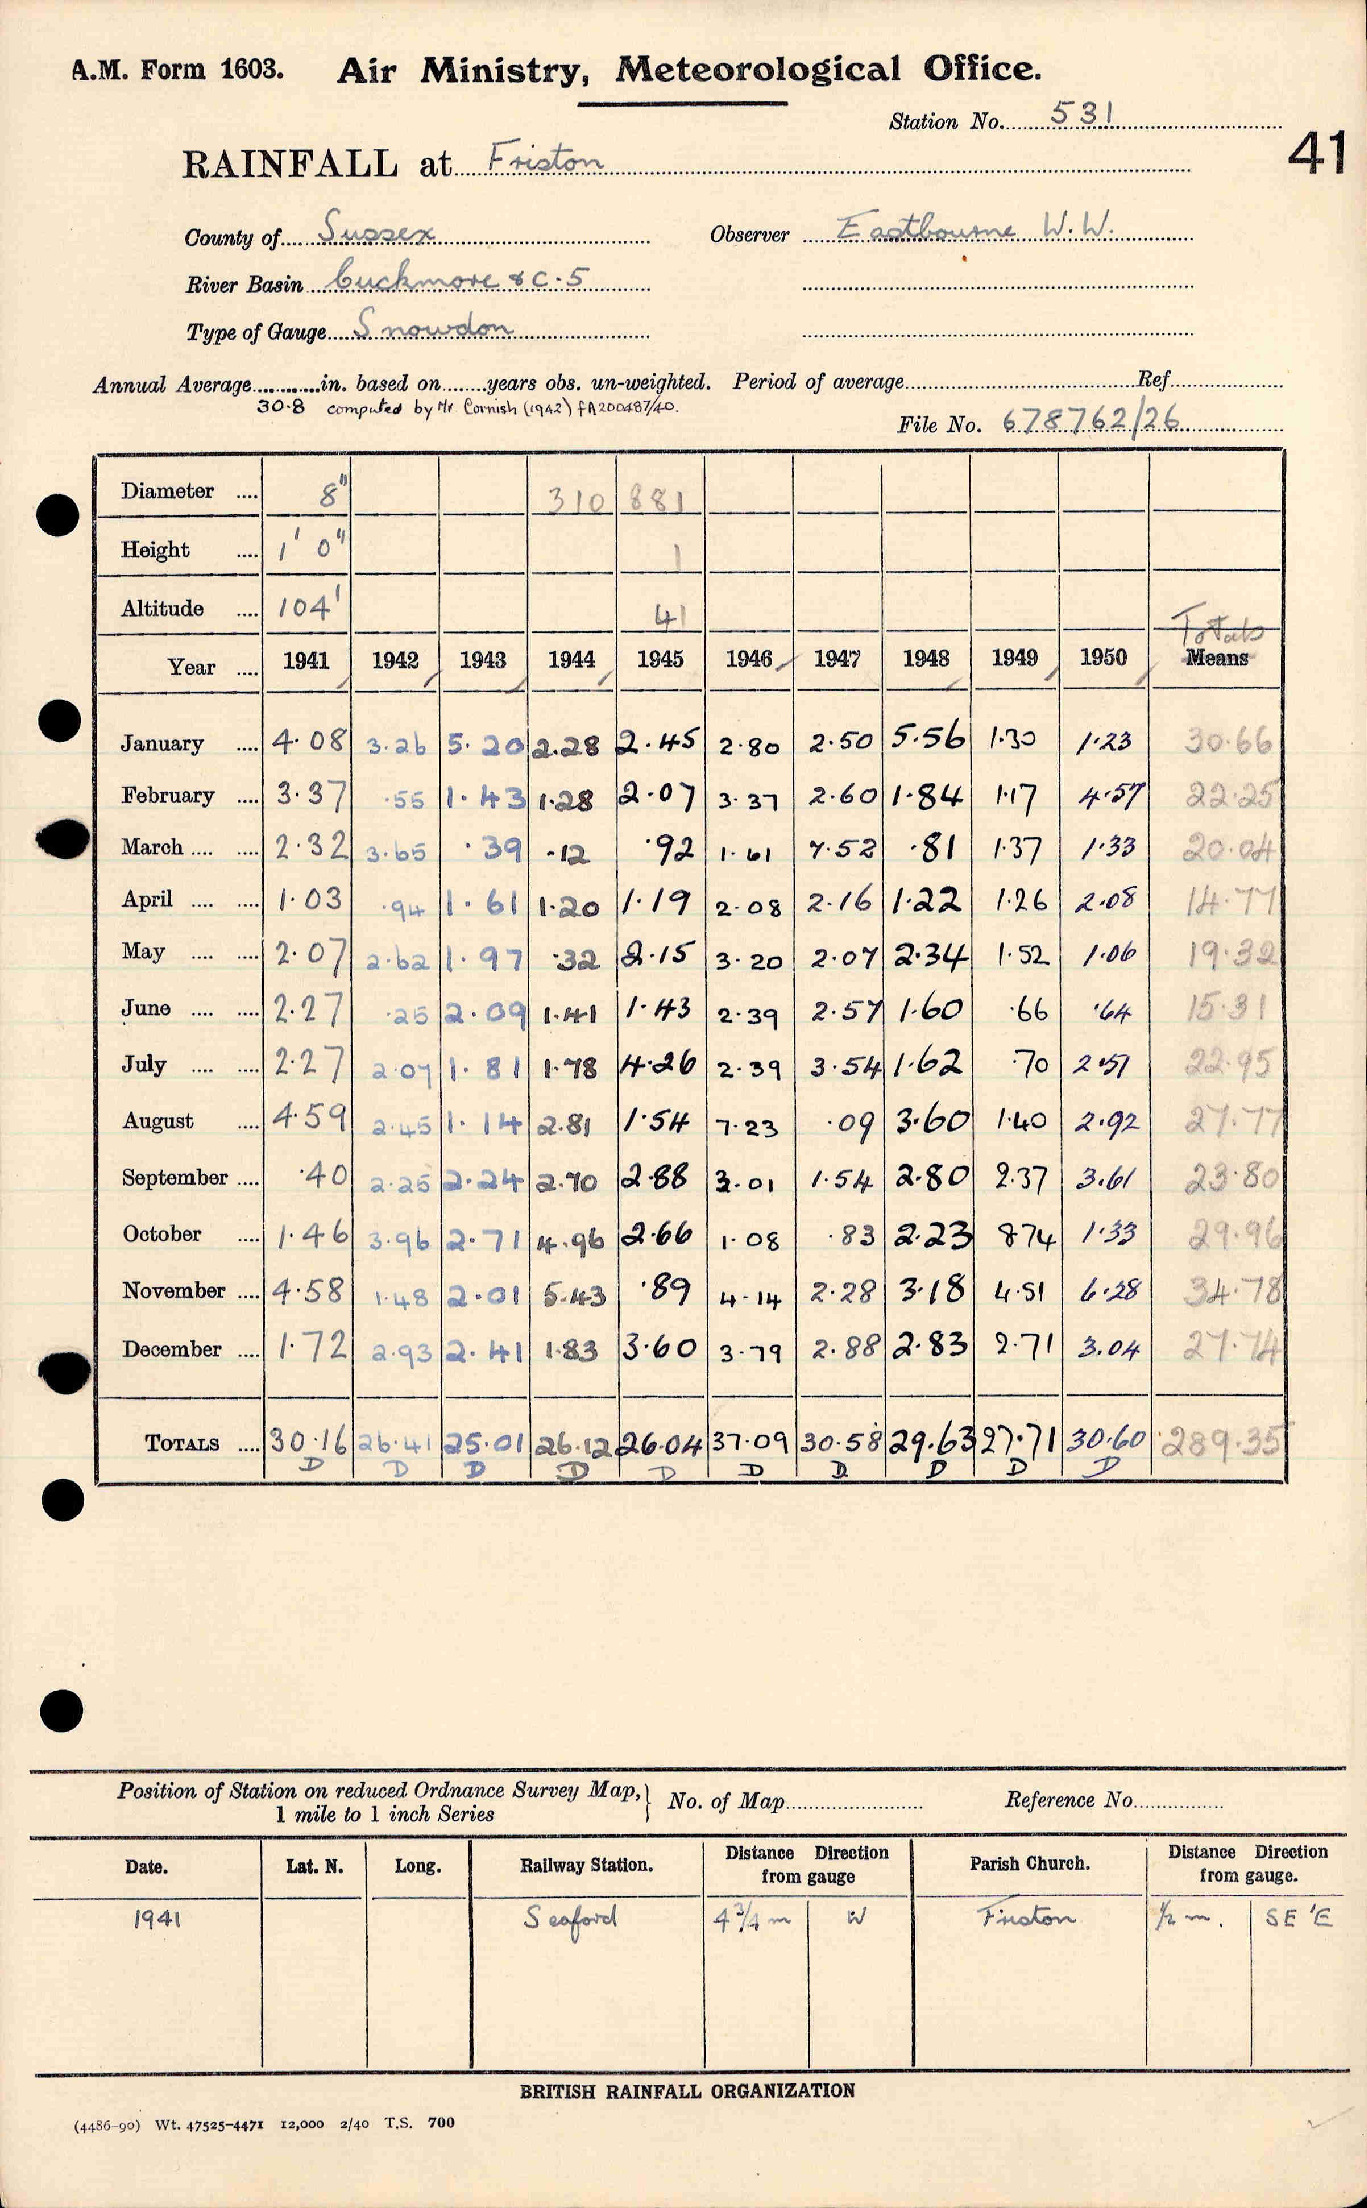 A.M. Form 1603. Air Ministry, Meteorological Office.
Station No. 531
41
RAINFALL at Friston
County of Sussex Observer Eastbourne W.W.
River Basin Cuckmore & C.5
Type of Gauge Snowdon
Annual Average in. based on years obs. un-weighted. Period of average Ref
30.8 computed by Mr Cornish (1942) fA200487/40.
File No. 678762/26
Diameter 8" 310 881
Height 1' 0" 1
Altitude 104' 41
Totals
Year 1941 1942 1943 1944 1945 1946 1947 1948 1949 1950 Means
January 4.08 3.26 5.20 2.28 2.45 2.80 2.50 5.56 1.30 1.23 30.66
February 3.37 .55 1.43 1.28 2.07 3.37 2.60 1.84 1.17 4.57 22.25
March 2.32 3.65 .39 .12 .92 1.61 7.52 .81 1.37 1.33 20.04
April 1.03 .94 1.61 1.20 1.19 2.08 2.16 1.22 1.26 2.08 14.77
May 2.07 2.62 1.97 .32 2.15 3.20 2.07 2.34 1.52 1.06 19.32
June 2.27 .25 2.09 1.41 1.43 2.39 2.57 1.60 .66 .64 15.31
July 2.27 2.07 1.81 1.78 4.26 2.39 3.54 1.62 .70 2.51 22.95
August 4.59 2.45 1.14 2.81 1.54 7.23 .09 3.60 1.40 2.92 27.77
September .40 2.25 2.24 2.70 2.88 3.01 1.54 2.80 2.37 3.61 23.80
October 1.46 3.96 2.71 4.96 2.66 1.08 .83 2.23 8.74 1.33 29.96
November 4.58 1.48 2.01 5.43 .89 4.14 2.28 3.18 4.51 6.28 34.78
December 1.72 2.93 2.41 1.83 3.60 3.79 2.88 2.83 2.71 3.04 27.74
TOTALS 30.16 26.41 25.01 26.12 26.04 37.09 30.58 29.63 27.71 30.60 289.35
D D D D D D D D D D
Position of Station on reduced Ordnance Survey Map,} No. of Map Reference No.
1 mile to 1 inch Series
Date. Lat. N. Long. Railway Station. Distance Direction from gauge Parish Church. Distance Direction from gauge.
1941 Seaford 4 3/4 m W Friston 1/2 m. SE'E
BRITISH RAINFALL ORGANIZATION
(4486-90) Wt. 47525-4471 12,000 2/40 T.S. 700